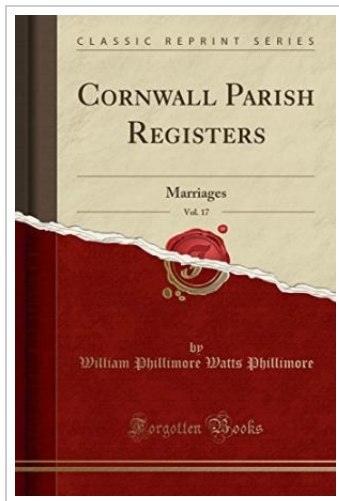 CLASSIC REPRINT SERIES
CORNWALL PARISH
REGISTERS
Marriages
Vol. 17
by
William Phillimore Watts Phillimore
Forgotten Books